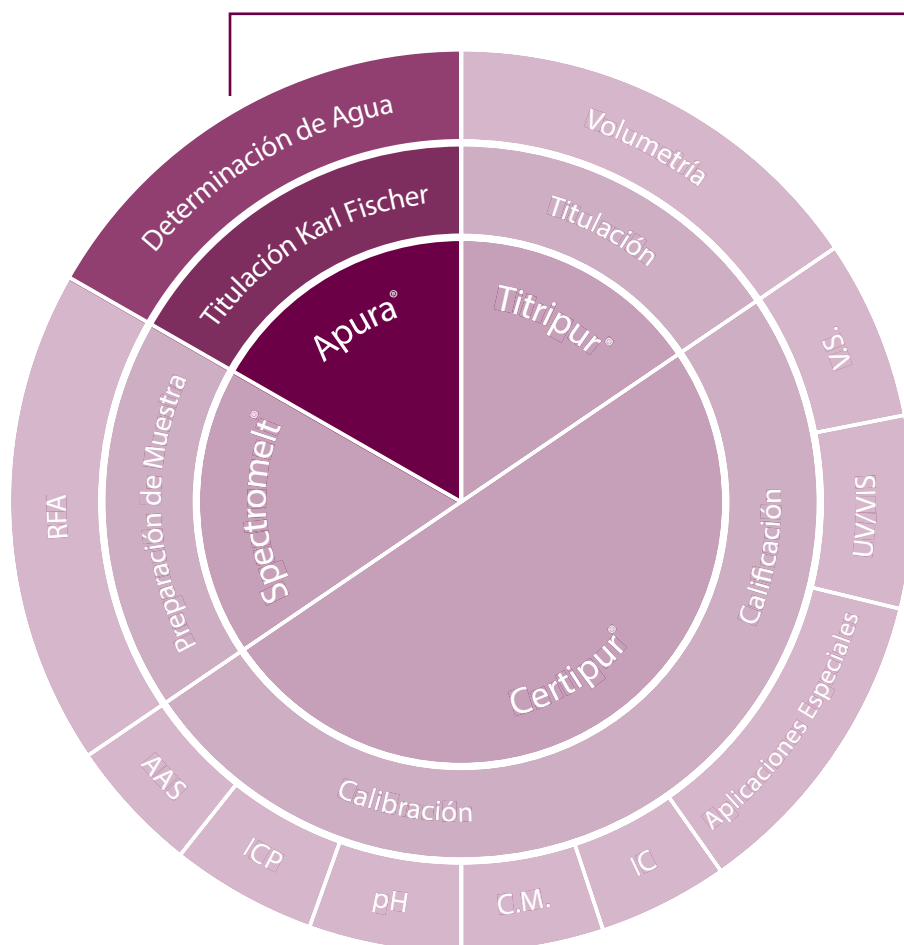 Determinación de Agua
Titulación Karl Fischer
Apura®
Volumetría
Titulación
Titripur®
V.S.
UV/VIS
Aplicaciones Especiales
IC
C.M.
pH
ICP
AAS
Calificación
Calibración
Certipur®
RFA
Preparación de Muestra
Spectromelt®